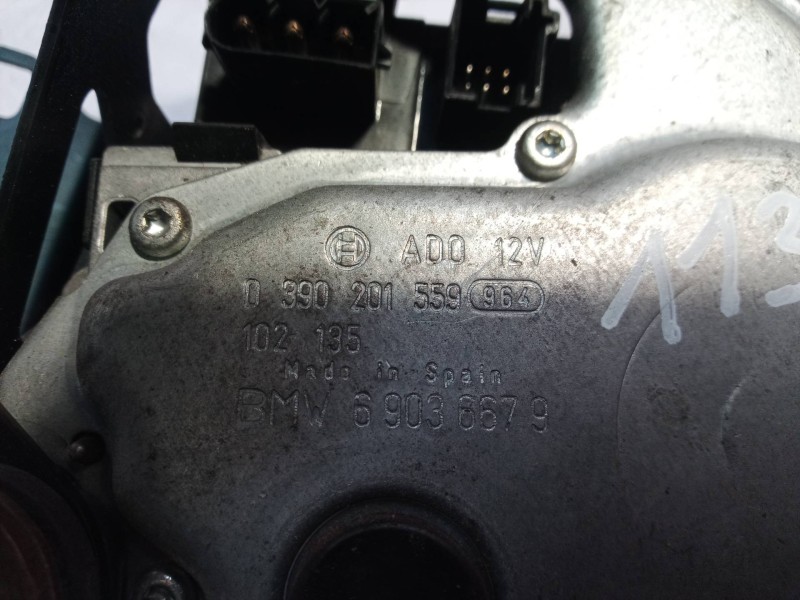 ADO 12V
0 390 201 559 964
102 135
Made in Spain
BMW 6 903 667 9
113